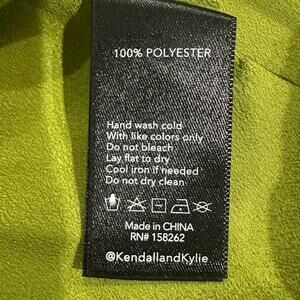 100% POLYESTER
Hand wash cold
With like colors only
Do not bleach
Lay flat to dry
Cool iron if needed
Do not dry clean
Made in CHINA
RN# 158262
@KendallandKylie